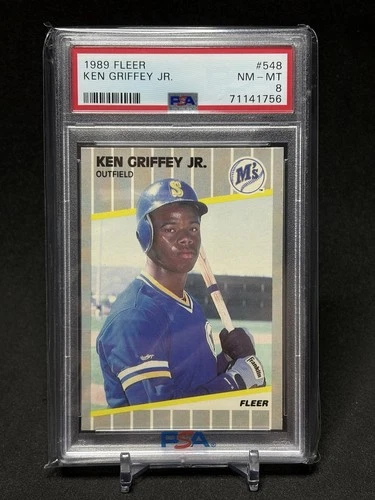 1989 FLEER #548
KEN GRIFFEY JR. NM - MT
8
PSA 71141756
KEN GRIFFEY JR.
OUTFIELD
M's
S
FLEER
PSA